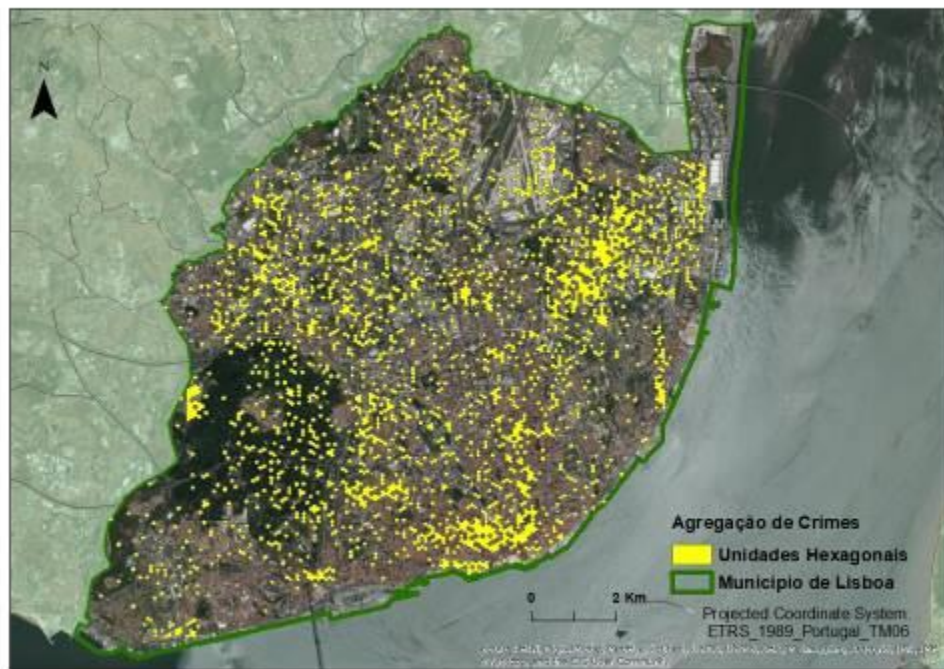 N
Agregação de Crimes
Unidades Hexagonais
Município de Lisboa
0 2 Km
Projected Coordinate System
ETRS_1989_Portugal_TM06